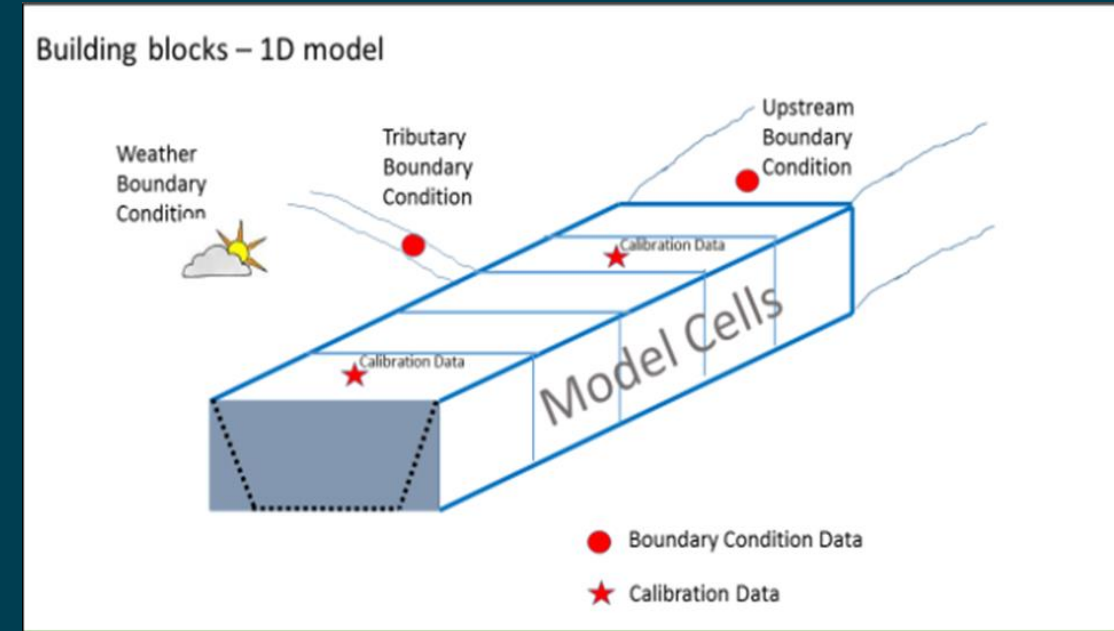 Building blocks – 1D model
Weather
Boundary
Condition
Tributary
Boundary
Condition
Upstream
Boundary
Condition
Calibration Data
Calibration Data
Model Cells
Boundary Condition Data
Calibration Data